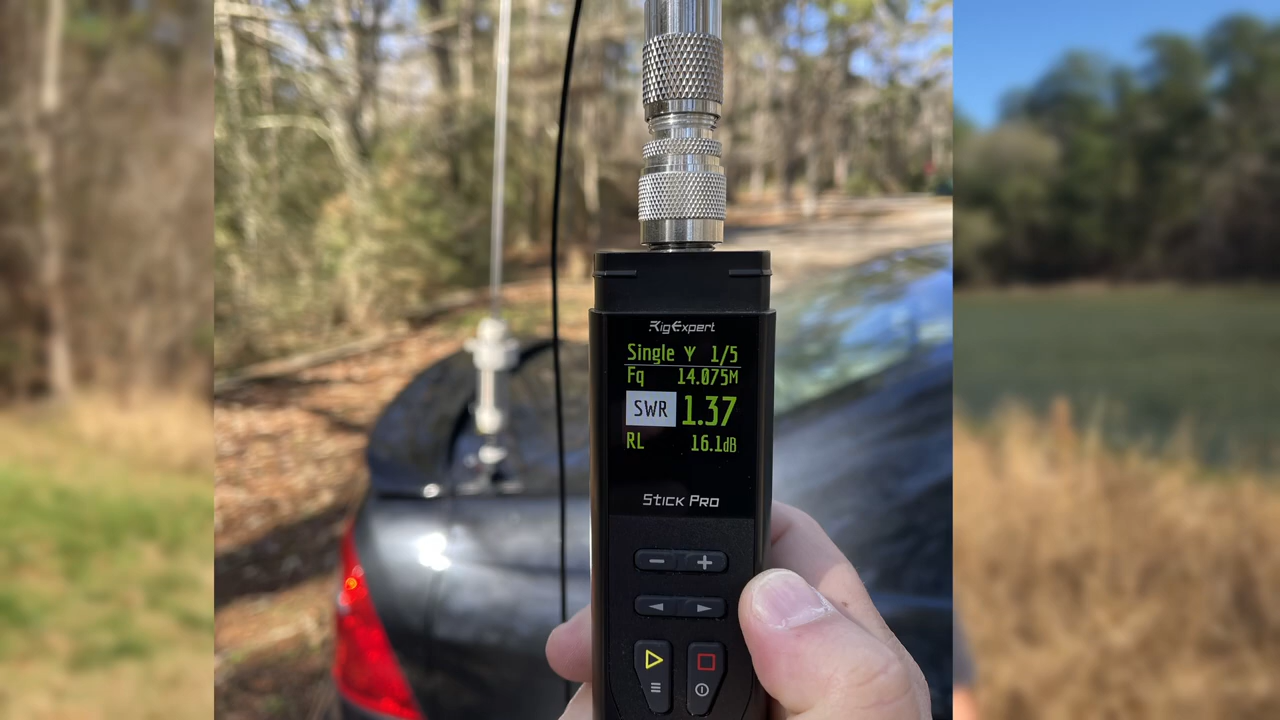 RigExpert
Single 1/5
Fq 14.075M
SWR 1.37
RL 16.1dB
Stick Pro